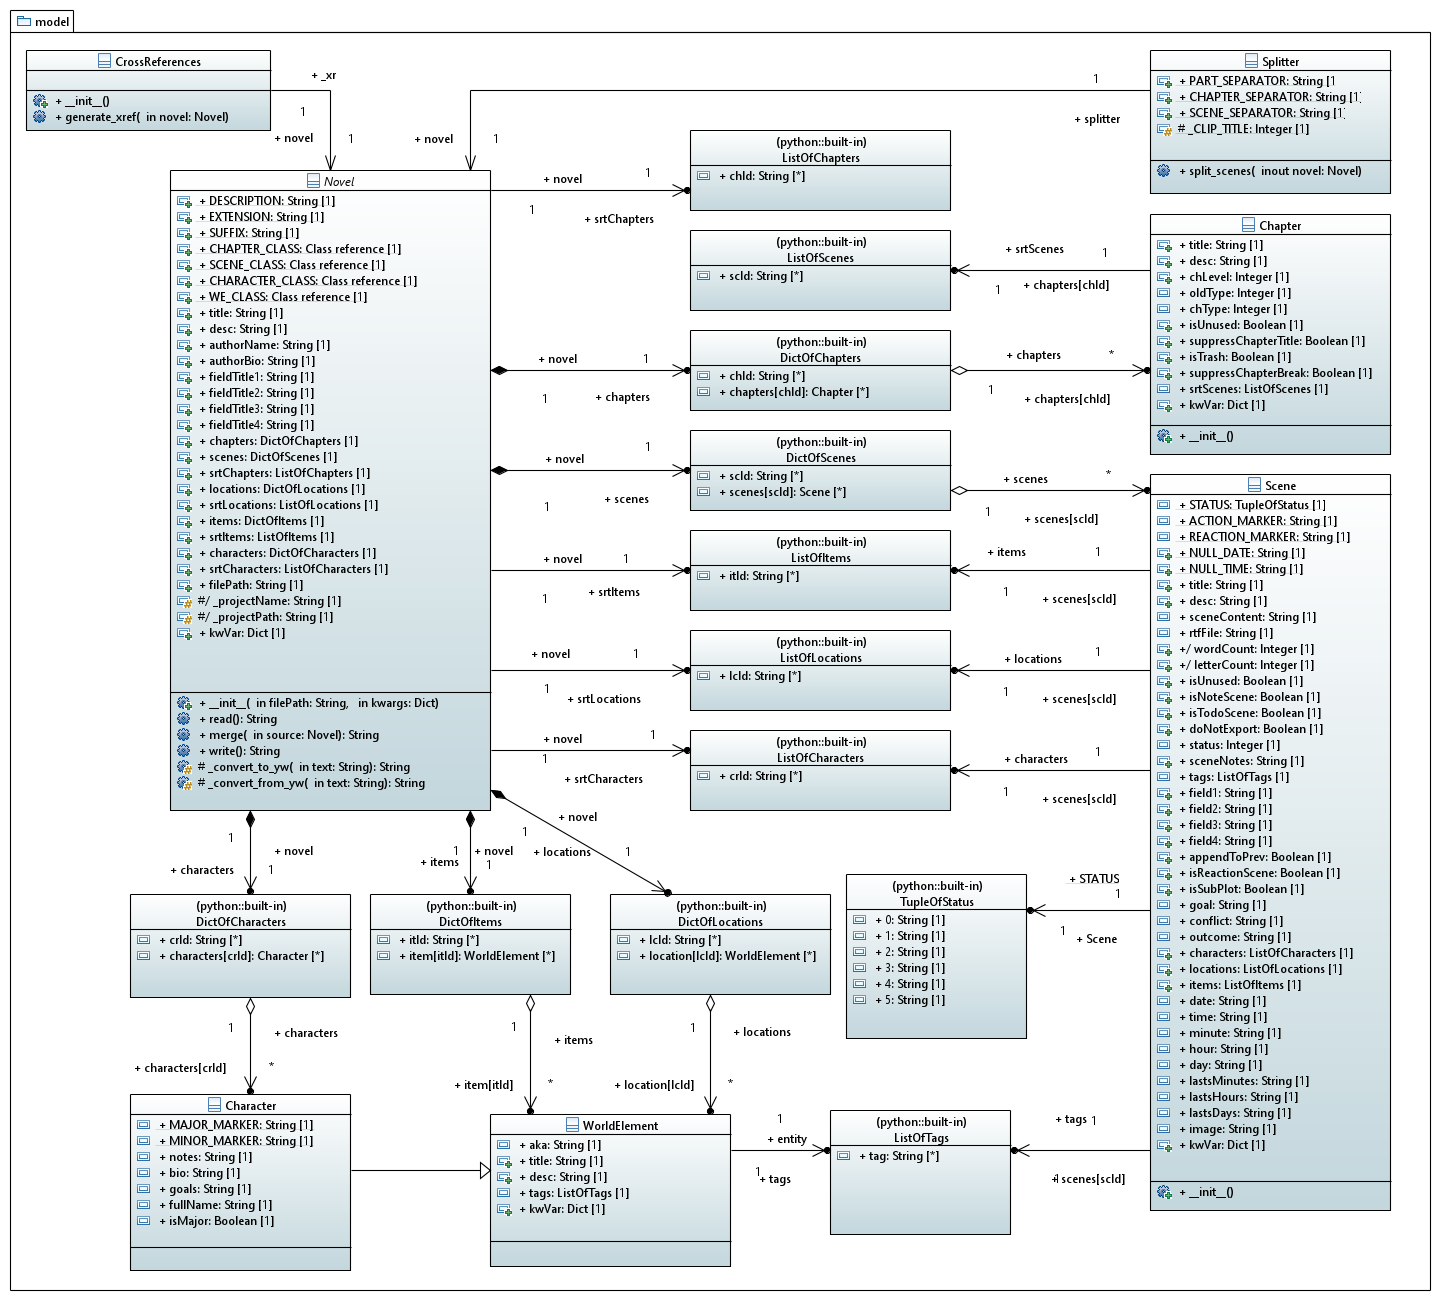 model
CrossReferences
+ __init__()
+ generate_xref( in novel: Novel)
+ _xr
1
+ novel
1
+ novel
1
1
+ splitter
Splitter
+ PART_SEPARATOR: String [1
+ CHAPTER_SEPARATOR: String [1]
+ SCENE_SEPARATOR: String [1]
# _CLIP_TITLE: Integer [1]
+ split_scenes( inout novel: Novel)
Novel
+ DESCRIPTION: String [1]
+ EXTENSION: String [1]
+ SUFFIX: String [1]
+ CHAPTER_CLASS: Class reference [1]
+ SCENE_CLASS: Class reference [1]
+ CHARACTER_CLASS: Class reference [1]
+ WE_CLASS: Class reference [1]
+ title: String [1]
+ desc: String [1]
+ authorName: String [1]
+ authorBio: String [1]
+ fieldTitle1: String [1]
+ fieldTitle2: String [1]
+ fieldTitle3: String [1]
+ fieldTitle4: String [1]
+ chapters: DictOfChapters [1]
+ scenes: DictOfScenes [1]
+ srtChapters: ListOfChapters [1]
+ locations: DictOfLocations [1]
+ srtLocations: ListOfLocations [1]
+ items: DictOfItems [1]
+ srtItems: ListOfItems [1]
+ characters: DictOfCharacters [1]
+ srtCharacters: ListOfCharacters [1]
+ filePath: String [1]
#/ _projectName: String [1]
#/ _projectPath: String [1]
+ kwVar: Dict [1]
+ __init__( in filePath: String, in kwargs: Dict)
+ read(): String
+ merge( in source: Novel): String
+ write(): String
# _convert_to_yw( in text: String): String
# _convert_from_yw( in text: String): String
+ novel
1
1
+ srtChapters
(python::built-in)
ListOfChapters
+ chId: String [*]
(python::built-in)
ListOfScenes
+ scId: String [*]
+ srtScenes
1
1
+ chapters[chId]
+ novel
1
1
+ chapters
(python::built-in)
DictOfChapters
+ chId: String [*]
+ chapters[chId]: Chapter [*]
+ chapters
*
1
+ chapters[chId]
Chapter
+ title: String [1]
+ desc: String [1]
+ chLevel: Integer [1]
+ oldType: Integer [1]
+ chType: Integer [1]
+ isUnused: Boolean [1]
+ suppressChapterTitle: Boolean [1]
+ isTrash: Boolean [1]
+ suppressChapterBreak: Boolean [1]
+ srtScenes: ListOfScenes [1]
+ kwVar: Dict [1]
+ __init__()
+ novel
1
1
+ scenes
(python::built-in)
DictOfScenes
+ scId: String [*]
+ scenes[scId]: Scene [*]
+ scenes
*
1
+ scenes[scId]
+ novel
1
1
+ srtItems
(python::built-in)
ListOfItems
+ itId: String [*]
+ items
1
1
+ scenes[scId]
+ novel
1
1
+ srtLocations
(python::built-in)
ListOfLocations
+ lcId: String [*]
+ locations
1
1
+ scenes[scId]
+ novel
1
1
+ srtCharacters
(python::built-in)
ListOfCharacters
+ crId: String [*]
+ characters
1
1
+ scenes[scId]
Scene
+ STATUS: TupleOfStatus [1]
+ ACTION_MARKER: String [1]
+ REACTION_MARKER: String [1]
+ NULL_DATE: String [1]
+ NULL_TIME: String [1]
+ title: String [1]
+ desc: String [1]
+ sceneContent: String [1]
+ rtfFile: String [1]
+/ wordCount: Integer [1]
+/ letterCount: Integer [1]
+ isUnused: Boolean [1]
+ isNoteScene: Boolean [1]
+ isTodoScene: Boolean [1]
+ doNotExport: Boolean [1]
+ status: Integer [1]
+ sceneNotes: String [1]
+ tags: ListOfTags [1]
+ field1: String [1]
+ field2: String [1]
+ field3: String [1]
+ field4: String [1]
+ appendToPrev: Boolean [1]
+ isReactionScene: Boolean [1]
+ isSubPlot: Boolean [1]
+ goal: String [1]
+ conflict: String [1]
+ outcome: String [1]
+ characters: ListOfCharacters [1]
+ locations: ListOfLocations [1]
+ items: ListOfItems [1]
+ date: String [1]
+ time: String [1]
+ minute: String [1]
+ hour: String [1]
+ day: String [1]
+ lastsMinutes: String [1]
+ lastsHours: String [1]
+ lastsDays: String [1]
+ image: String [1]
+ kwVar: Dict [1]
+ __init__()
1
+ novel
+ characters
1
1
+ novel
+ items
1
+ novel
1
+ locations
1
(python::built-in)
DictOfCharacters
+ crId: String [*]
+ characters[crId]: Character [*]
(python::built-in)
DictOfItems
+ itId: String [*]
+ item[itId]: WorldElement [*]
(python::built-in)
DictOfLocations
+ lcId: String [*]
+ location[lcId]: WorldElement [*]
(python::built-in)
TupleOfStatus
+ 0: String [1]
+ 1: String [1]
+ 2: String [1]
+ 3: String [1]
+ 4: String [1]
+ 5: String [1]
+ STATUS
1
1
+ Scene
1
+ characters
+ characters[crId]
*
1
+ items
+ item[itId]
*
1
+ locations
+ location[lcId]
*
Character
+ MAJOR_MARKER: String [1]
+ MINOR_MARKER: String [1]
+ notes: String [1]
+ bio: String [1]
+ goals: String [1]
+ fullName: String [1]
+ isMajor: Boolean [1]
WorldElement
+ aka: String [1]
+ title: String [1]
+ desc: String [1]
+ tags: ListOfTags [1]
+ kwVar: Dict [1]
1
+ entity
1
+ tags
(python::built-in)
ListOfTags
+ tag: String [*]
+ tags
1
1
+ scenes[scId]